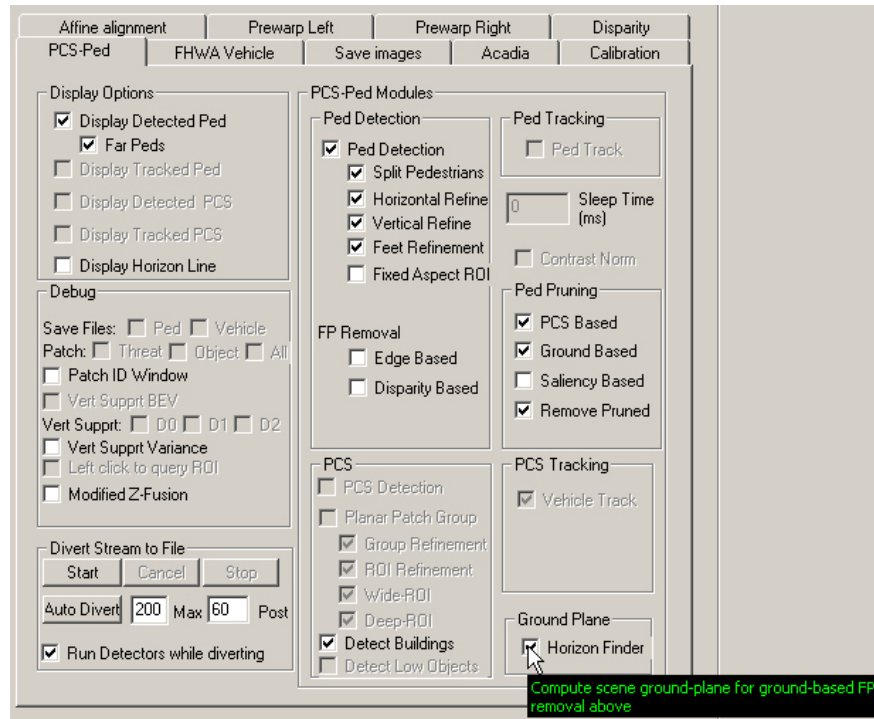 Affine alignment Prewarp Left Prewarp Right Disparity
PCS-Ped FHWA Vehicle Save images Acadia Calibration
Display Options
Display Detected Ped
Far Peds
Display Tracked Ped
Display Detected PCS
Display Tracked PCS
Display Horizon Line
Debug
Save Files: Ped Vehicle
Patch: Threat Object All
Patch ID Window
Vert Supprt BEV
Vert Supprt: D0 D1 D2
Vert Supprt Variance
Left click to query ROI
Modified Z-Fusion
Divert Stream to File
Start Cancel Stop
Auto Divert 200 Max 60 Post
Run Detectors while diverting
PCS-Ped Modules
Ped Detection
Ped Detection
Split Pedestrians
Horizontal Refine
Vertical Refine
Feet Refinement
Fixed Aspect ROI
FP Removal
Edge Based
Disparity Based
PCS
PCS Detection
Planar Patch Group
Group Refinement
ROI Refinement
Wide-ROI
Deep-ROI
Detect Buildings
Detect Low Objects
Ped Tracking
Ped Track
0 Sleep Time
(ms)
Contrast Norm
Ped Pruning
PCS Based
Ground Based
Saliency Based
Remove Pruned
PCS Tracking
Vehicle Track
Ground Plane
Horizon Finder
Compute scene ground-plane for ground-based FP
removal above